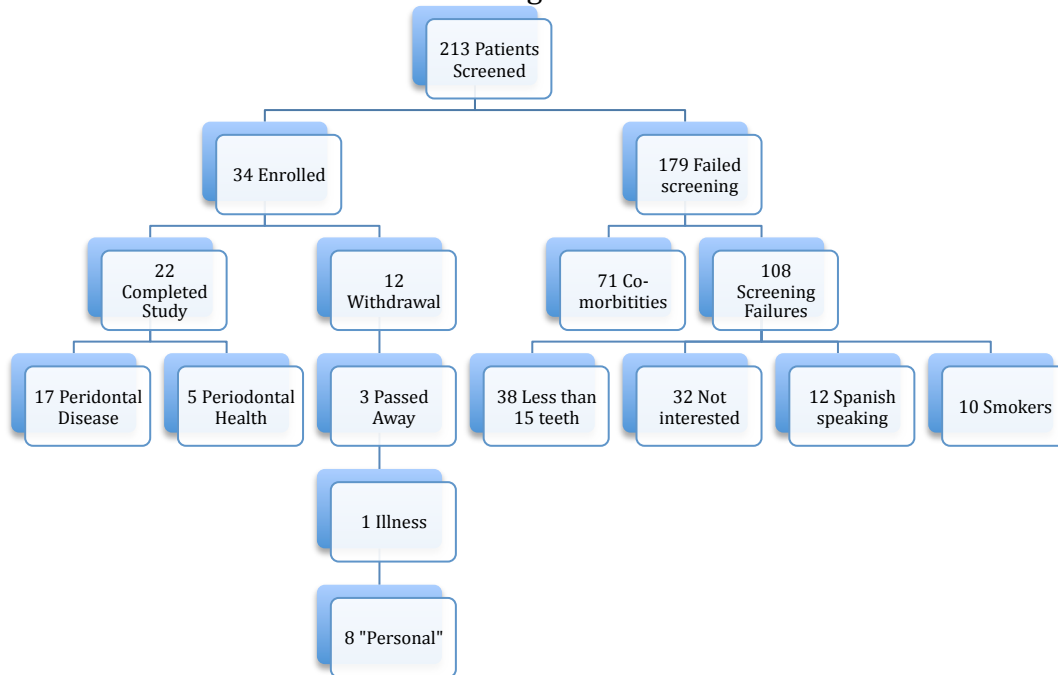 213 Patients
Screened
34 Enrolled
179 Failed
screening
22
Completed
Study
12
Withdrawal
71 Co-
morbitities
108
Screening
Failures
17 Peridontal
Disease
5 Periodontal
Health
3 Passed
Away
38 Less than
15 teeth
32 Not
interested
12 Spanish
speaking
10 Smokers
1 Illness
8 "Personal"